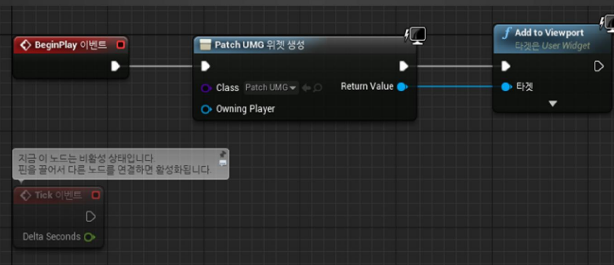 BeginPlay 이벤트
Patch UMG 위젯 생성
Class Patch UMG
Return Value
Owning Player
f Add to Viewport
타겟은 User Widget
타겟
지금 이 노드는 비활성 상태입니다
핀을 끌어서 다른 노드를 연결하면 활성화됩니다
Tick 이벤트
Delta Seconds